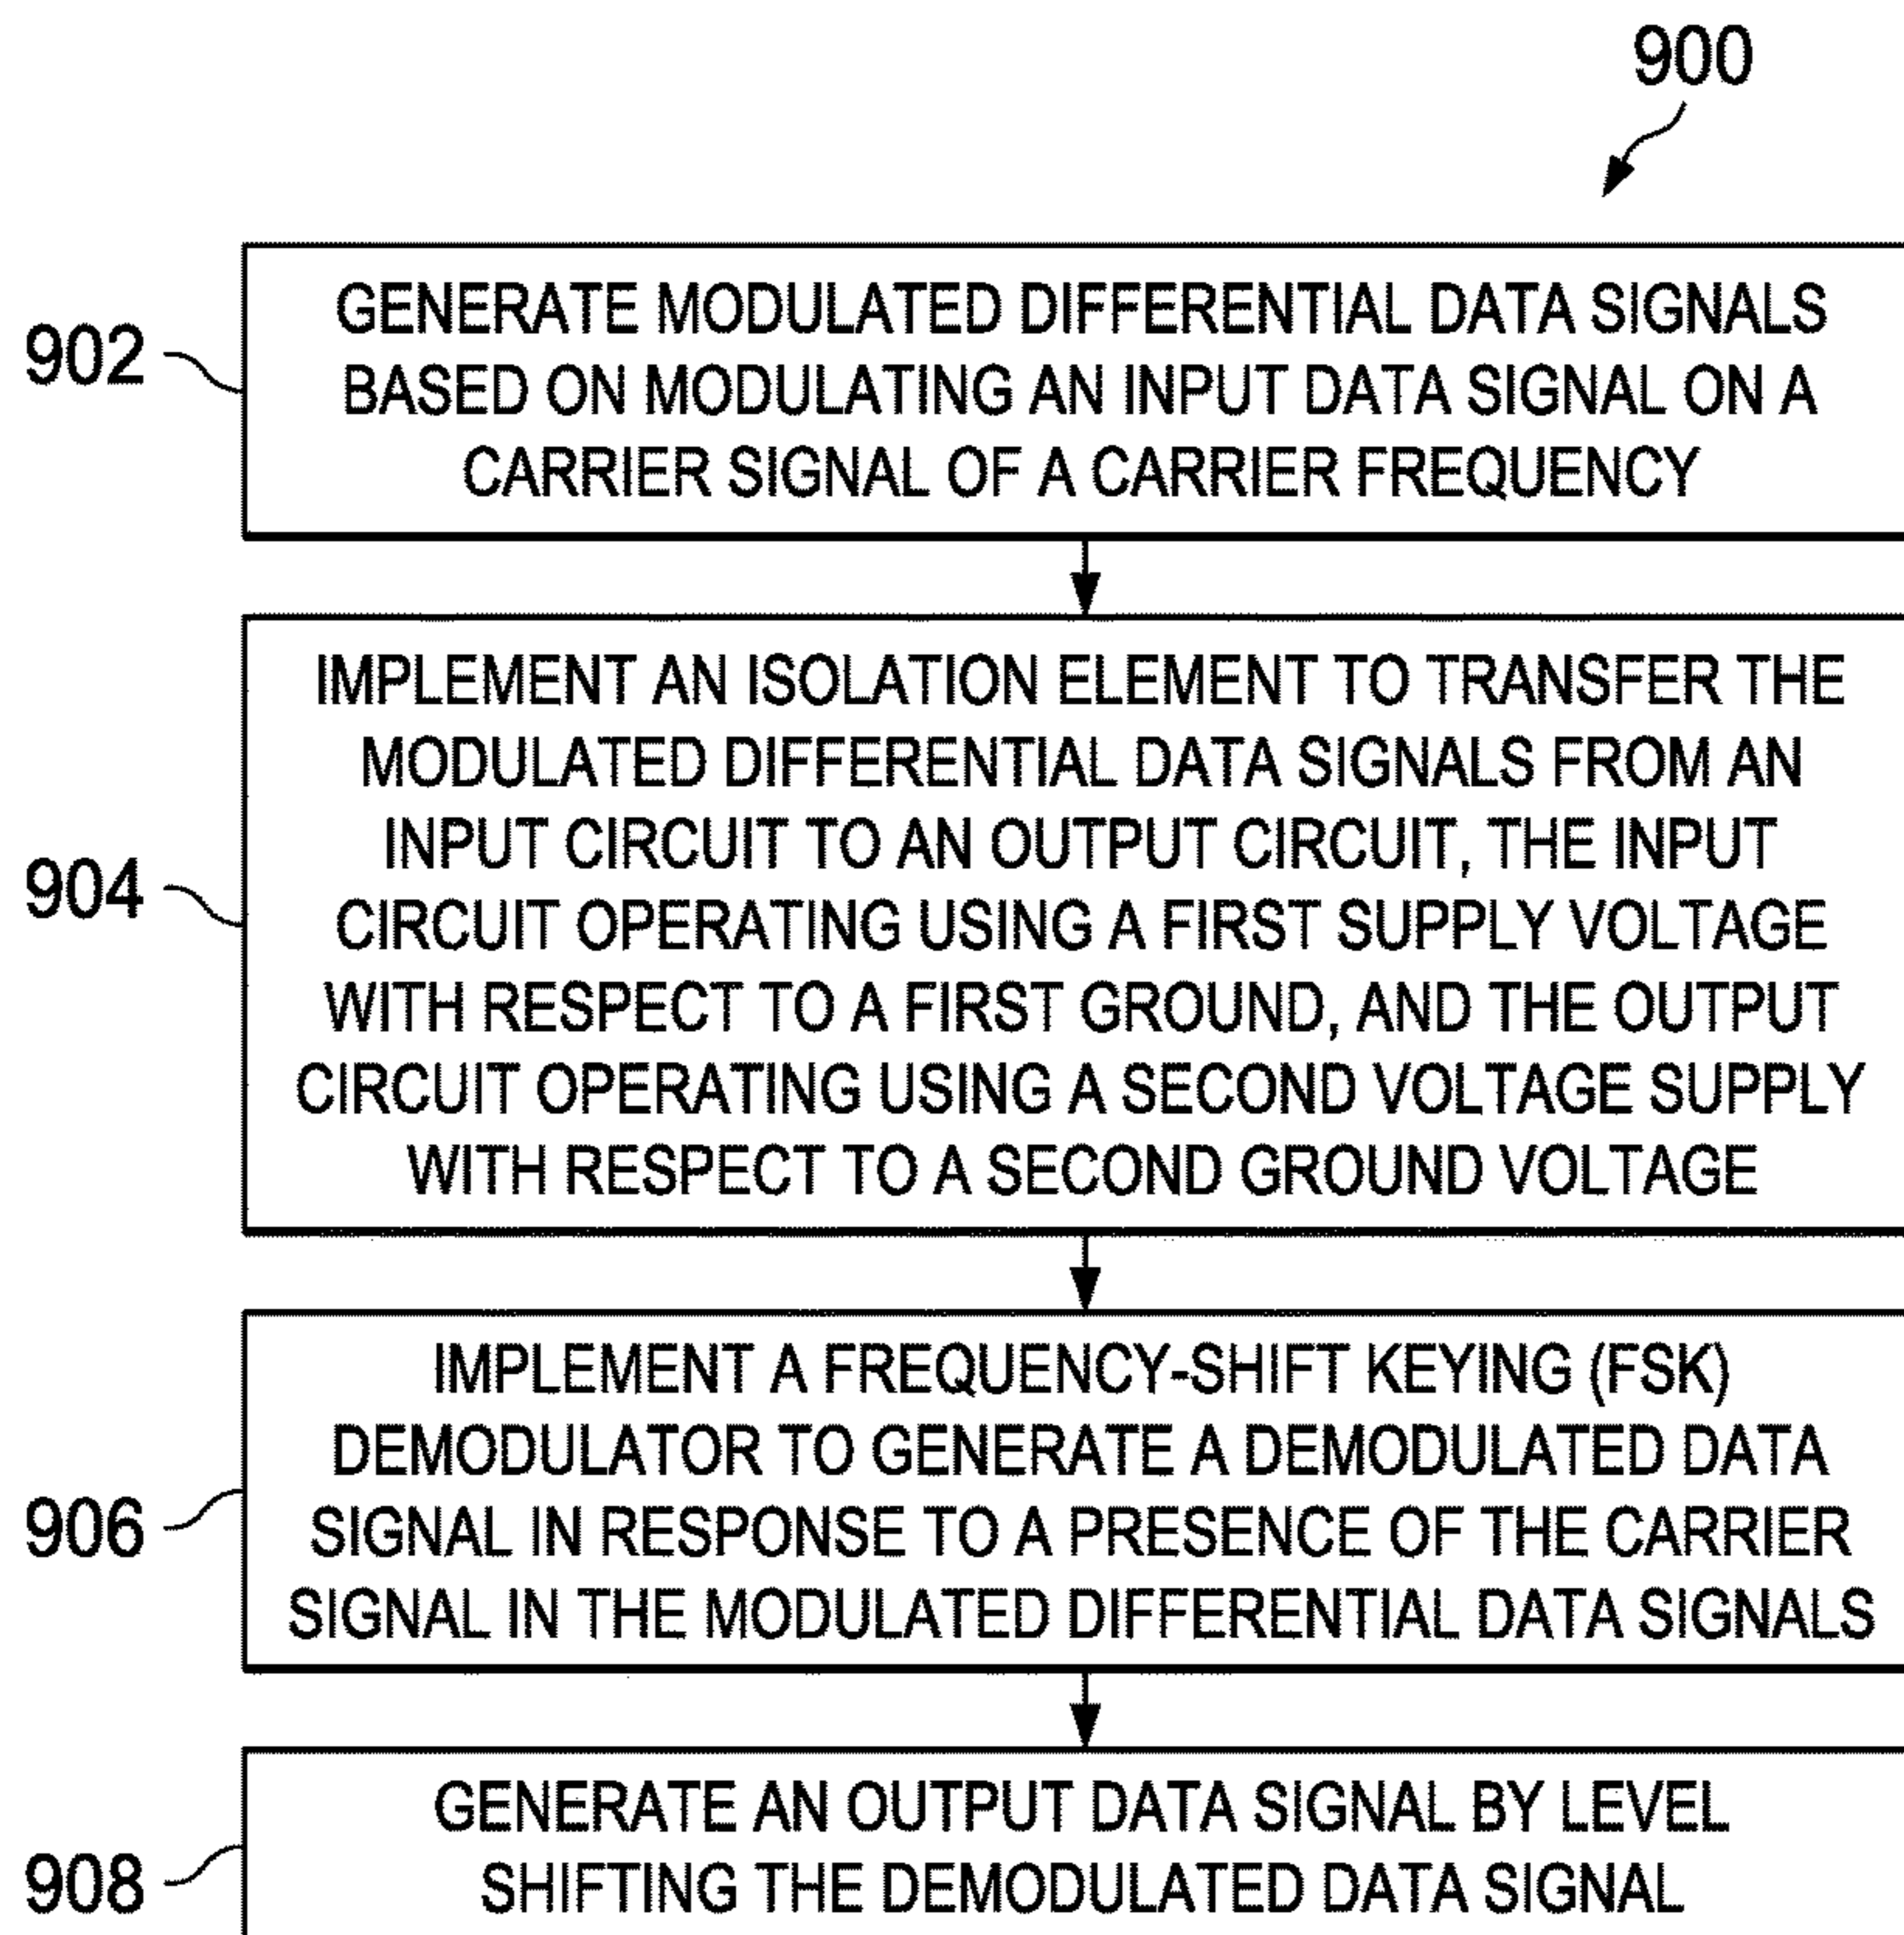 900
902
GENERATE MODULATED DIFFERENTIAL DATA SIGNALS
BASED ON MODULATING AN INPUT DATA SIGNAL ON A
CARRIER SIGNAL OF A CARRIER FREQUENCY
904
IMPLEMENT AN ISOLATION ELEMENT TO TRANSFER THE
MODULATED DIFFERENTIAL DATA SIGNALS FROM AN
INPUT CIRCUIT TO AN OUTPUT CIRCUIT, THE INPUT
CIRCUIT OPERATING USING A FIRST SUPPLY VOLTAGE
WITH RESPECT TO A FIRST GROUND, AND THE OUTPUT
CIRCUIT OPERATING USING A SECOND VOLTAGE SUPPLY
WITH RESPECT TO A SECOND GROUND VOLTAGE
906
IMPLEMENT A FREQUENCY-SHIFT KEYING (FSK)
DEMODULATOR TO GENERATE A DEMODULATED DATA
SIGNAL IN RESPONSE TO A PRESENCE OF THE CARRIER
SIGNAL IN THE MODULATED DIFFERENTIAL DATA SIGNALS
908
GENERATE AN OUTPUT DATA SIGNAL BY LEVEL
SHIFTING THE DEMODULATED DATA SIGNAL